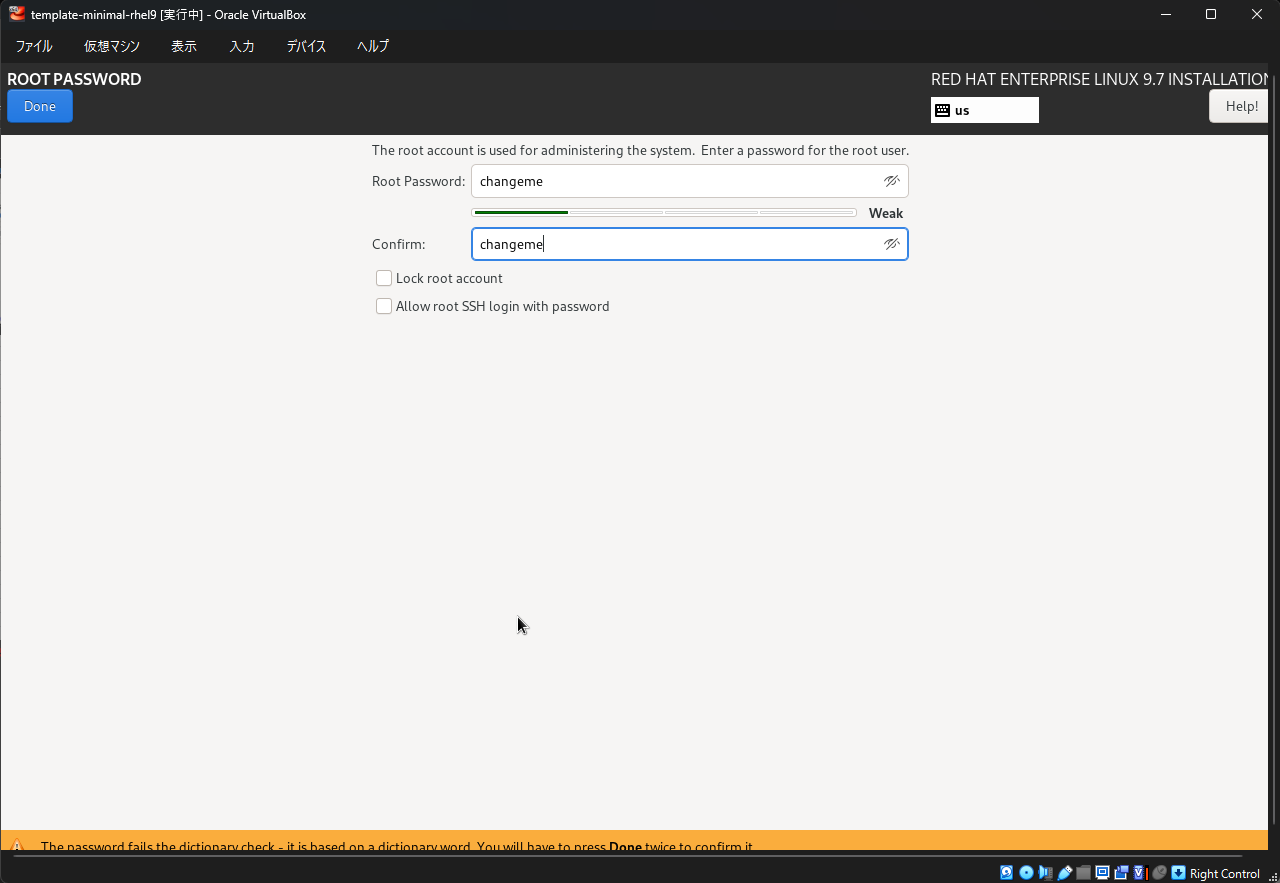 template-minimal-rhel9 [実行中] - Oracle VirtualBox
ファイル 仮想マシン 表示 入力 デバイス ヘルプ
ROOT PASSWORD
RED HAT ENTERPRISE LINUX 9.7 INSTALLATION
Done
us
Help!
The root account is used for administering the system. Enter a password for the root user.
Root Password: changeme
Weak
Confirm: changeme
Lock root account
Allow root SSH login with password
The password fails the dictionary check - it is based on a dictionary word. You will have to press Done twice to confirm it.
Right Control